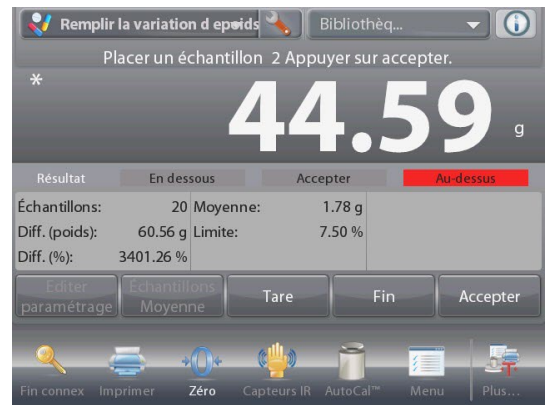 Remplir la variation d epoids
Bibliothèq...
Placer un échantillon 2 Appuyer sur accepter.
*
44.59 g
Résultat En dessous Accepter Au-dessus
Échantillons: 20 Moyenne: 1.78 g
Diff. (poids): 60.56 g Limite: 7.50 %
Diff. (%): 3401.26 %
Editer paramétrage
Échantillons Moyenne
Tare
Fin
Accepter
Fin connex Imprimer Zéro Capteurs IR AutoCal™ Menu Plus...